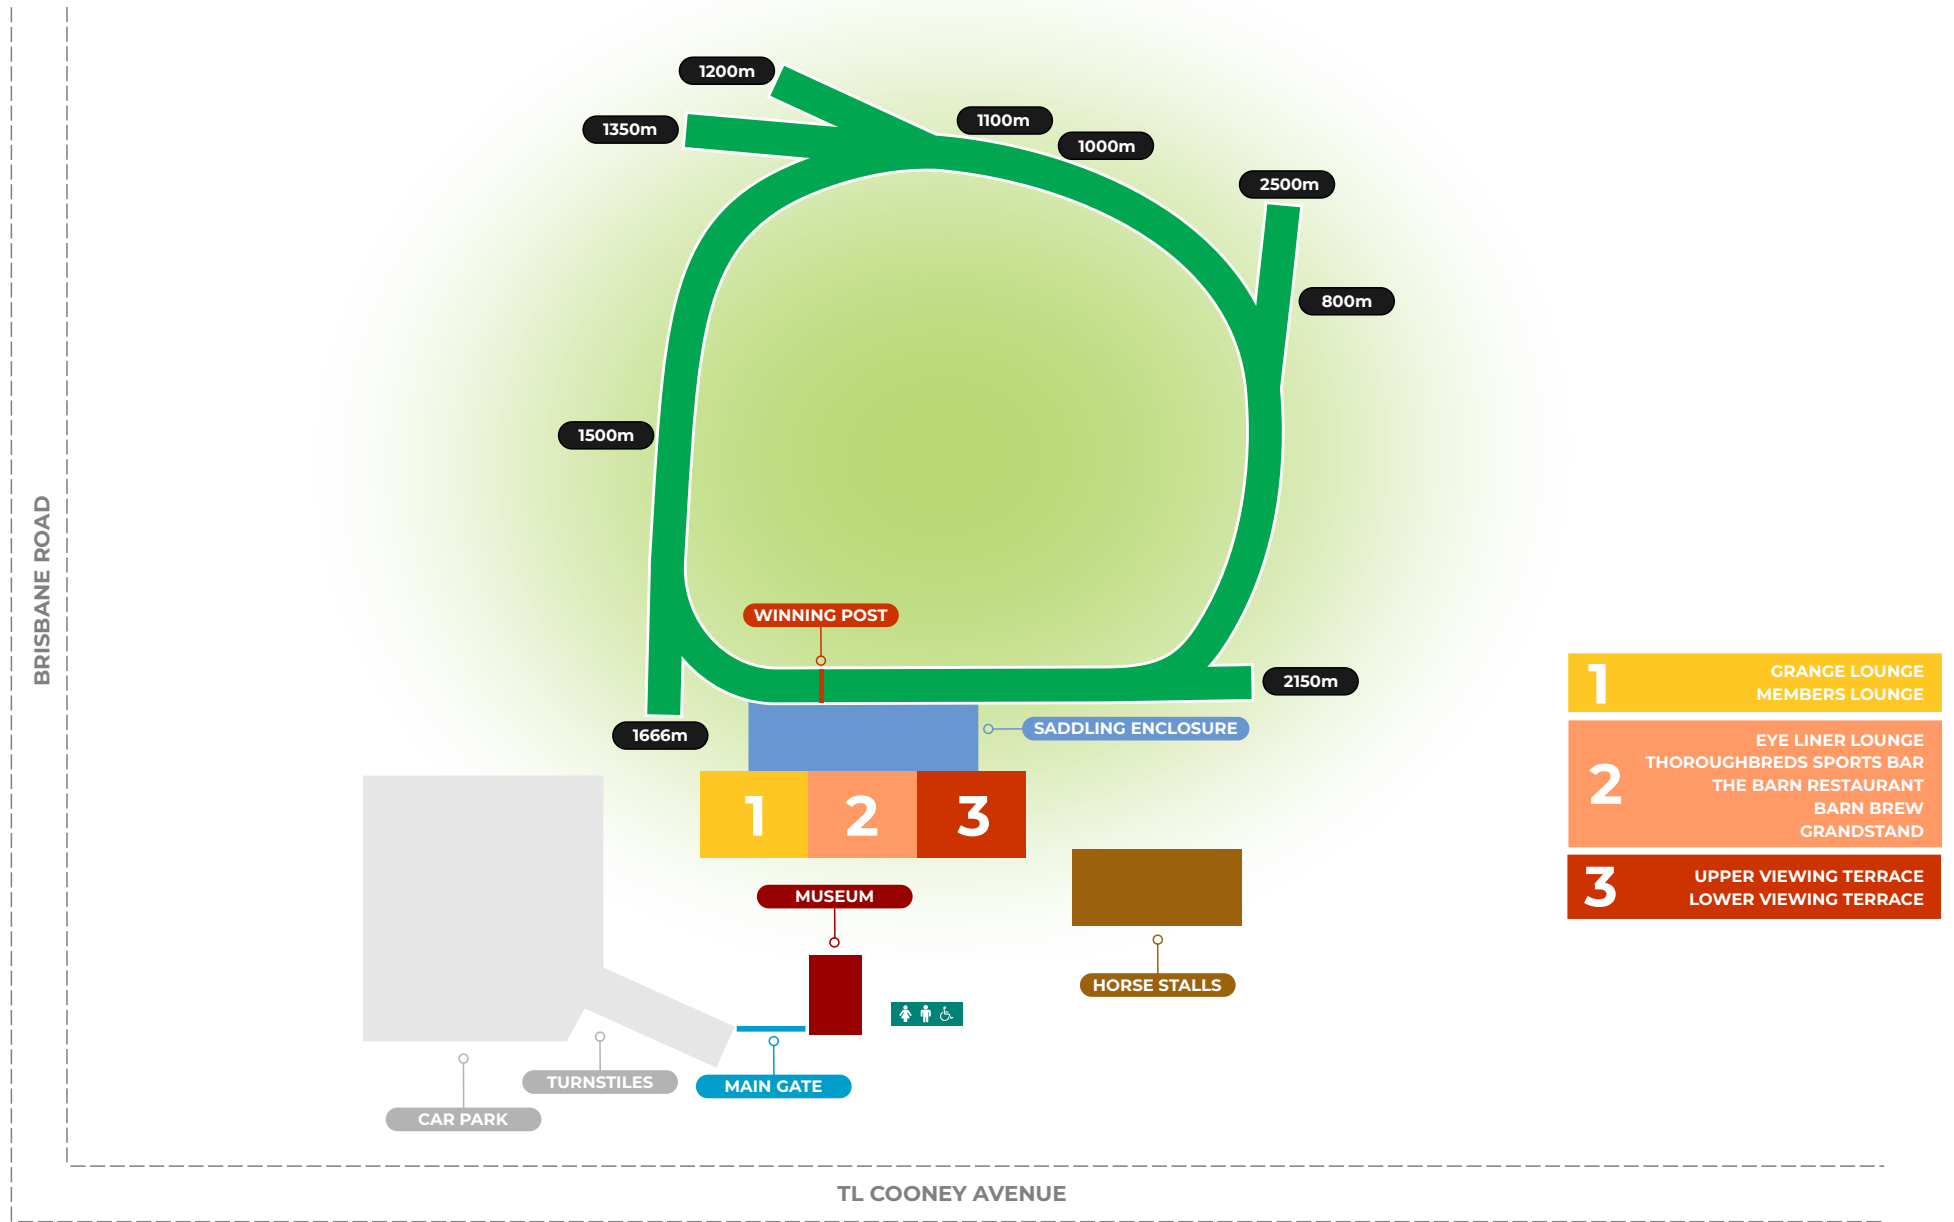 1200m
1350m
1100m
1000m
2500m
800m
1500m
BRISBANE ROAD
WINNING POST
2150m
1666m
SADDLING ENCLOSURE
1
2
3
MUSEUM
HORSE STALLS
TURNSTILES
MAIN GATE
CAR PARK
TL COONEY AVENUE
1
GRANGE LOUNGE
MEMBERS LOUNGE
2
EYE LINER LOUNGE
THOROUGHBREDS SPORTS BAR
THE BARN RESTAURANT
BARN BREW
GRANDSTAND
3
UPPER VIEWING TERRACE
LOWER VIEWING TERRACE